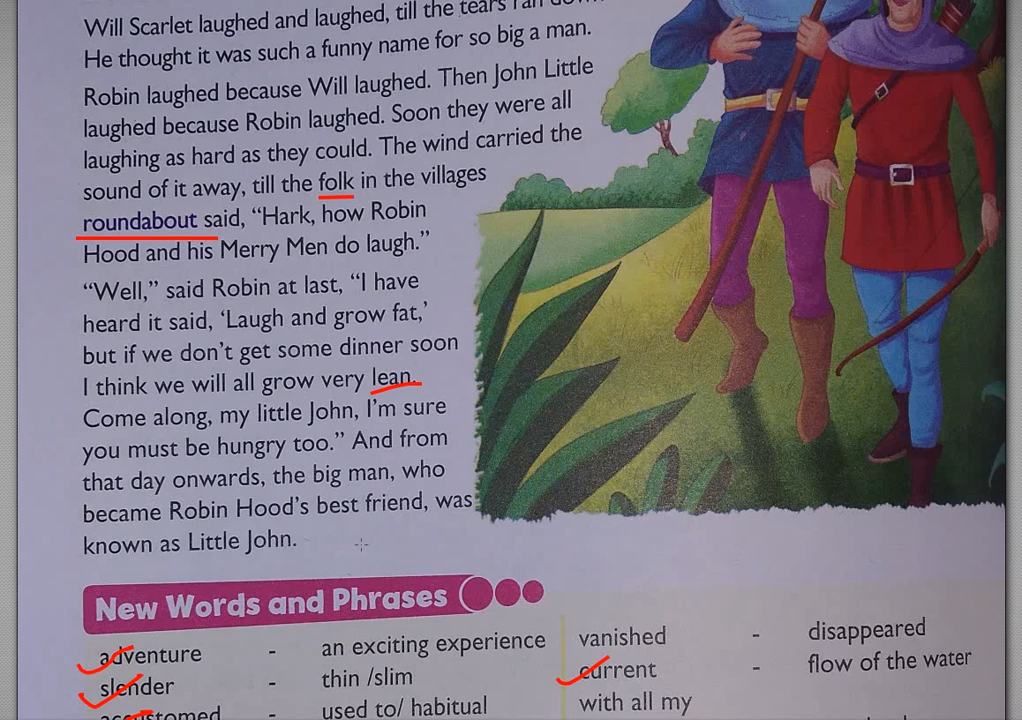 Will Scarlet laughed and laughed, till the tears ran down
He thought it was such a funny name for so big a man.
Robin laughed because Will laughed. Then John Little
laughed because Robin laughed. Soon they were all
laughing as hard as they could. The wind carried the
sound of it away, till the folk in the villages
roundabout said, “Hark, how Robin
Hood and his Merry Men do laugh.”
“Well,” said Robin at last, “I have
heard it said, ‘Laugh and grow fat,’
but if we don’t get some dinner soon
I think we will all grow very lean.
Come along, my little John, I’m sure
you must be hungry too.” And from
that day onwards, the big man, who
became Robin Hood’s best friend, was
known as Little John.
New Words and Phrases
adventure - an exciting experience
slender - thin /slim
accustomed - used to/ habitual
vanished - disappeared
current - flow of the water
with all my